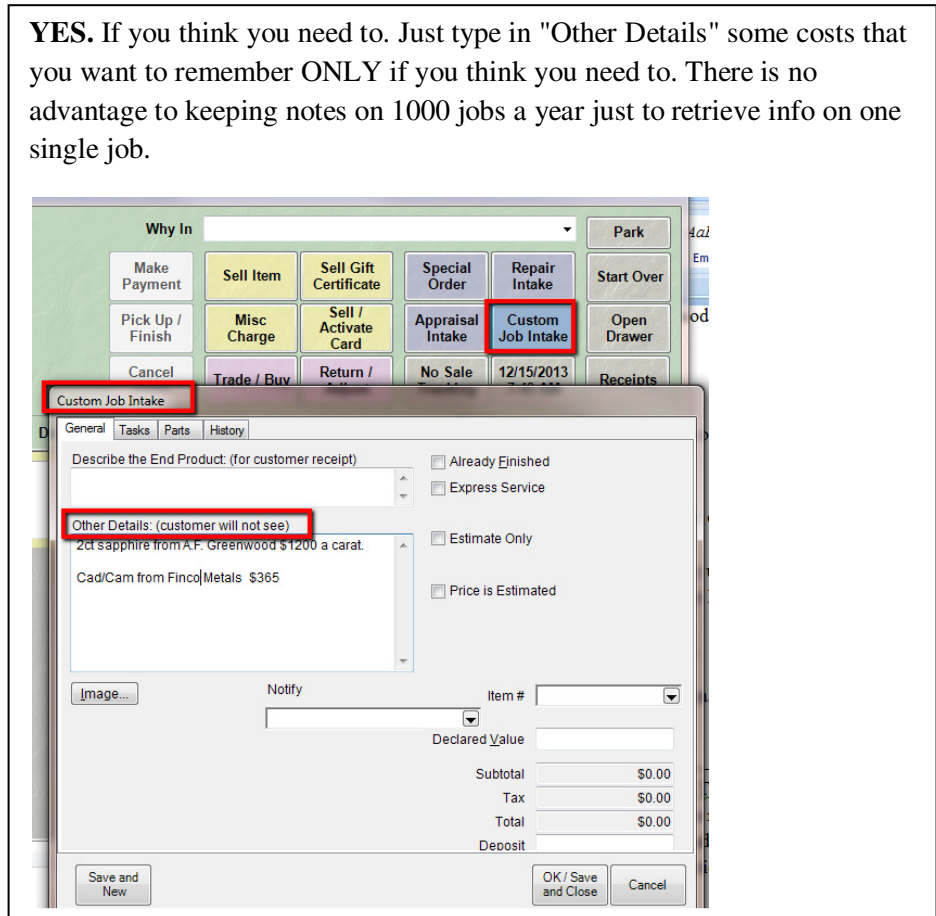 YES. If you think you need to. Just type in "Other Details" some costs that
you want to remember ONLY if you think you need to. There is no
advantage to keeping notes on 1000 jobs a year just to retrieve info on one
single job.
Why In
Park
Make
Payment
Sell Item
Sell Gift
Certificate
Special
Order
Repair
Intake
Start Over
Em
Pick Up /
Finish
Misc
Charge
Sell /
Activate
Card
Appraisal
Intake
Custom
Job Intake
Open
Drawer
od
Cancel
Trade / Buy
Return /
No Sale
12/15/2013
Receipts
Custom Job Intake
D
General Tasks Parts History
Describe the End Product: (for customer receipt)
Already Finished
Express Service
Other Details: (customer will not see)
2ct sapphire from A.F. Greenwood $1200 a carat.
Estimate Only
Cad/Cam from Finco Metals $365
Price is Estimated
Image...
Notify
Item #
Declared Value
Subtotal $0.00
Tax $0.00
Total $0.00
Deposit
Save and
New
OK / Save
and Close
Cancel